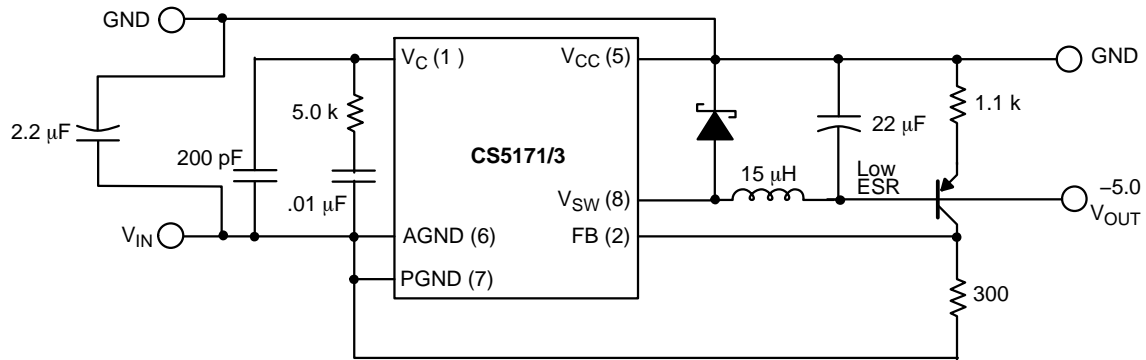 GND
V_C (1 )
V_CC (5)
GND
5.0 k
1.1 k
2.2 μF
22 μF
200 pF
CS5171/3
15 μH
Low
ESR
.01 μF
V_SW (8)
−5.0
V_OUT
V_IN
AGND (6)
FB (2)
PGND (7)
300